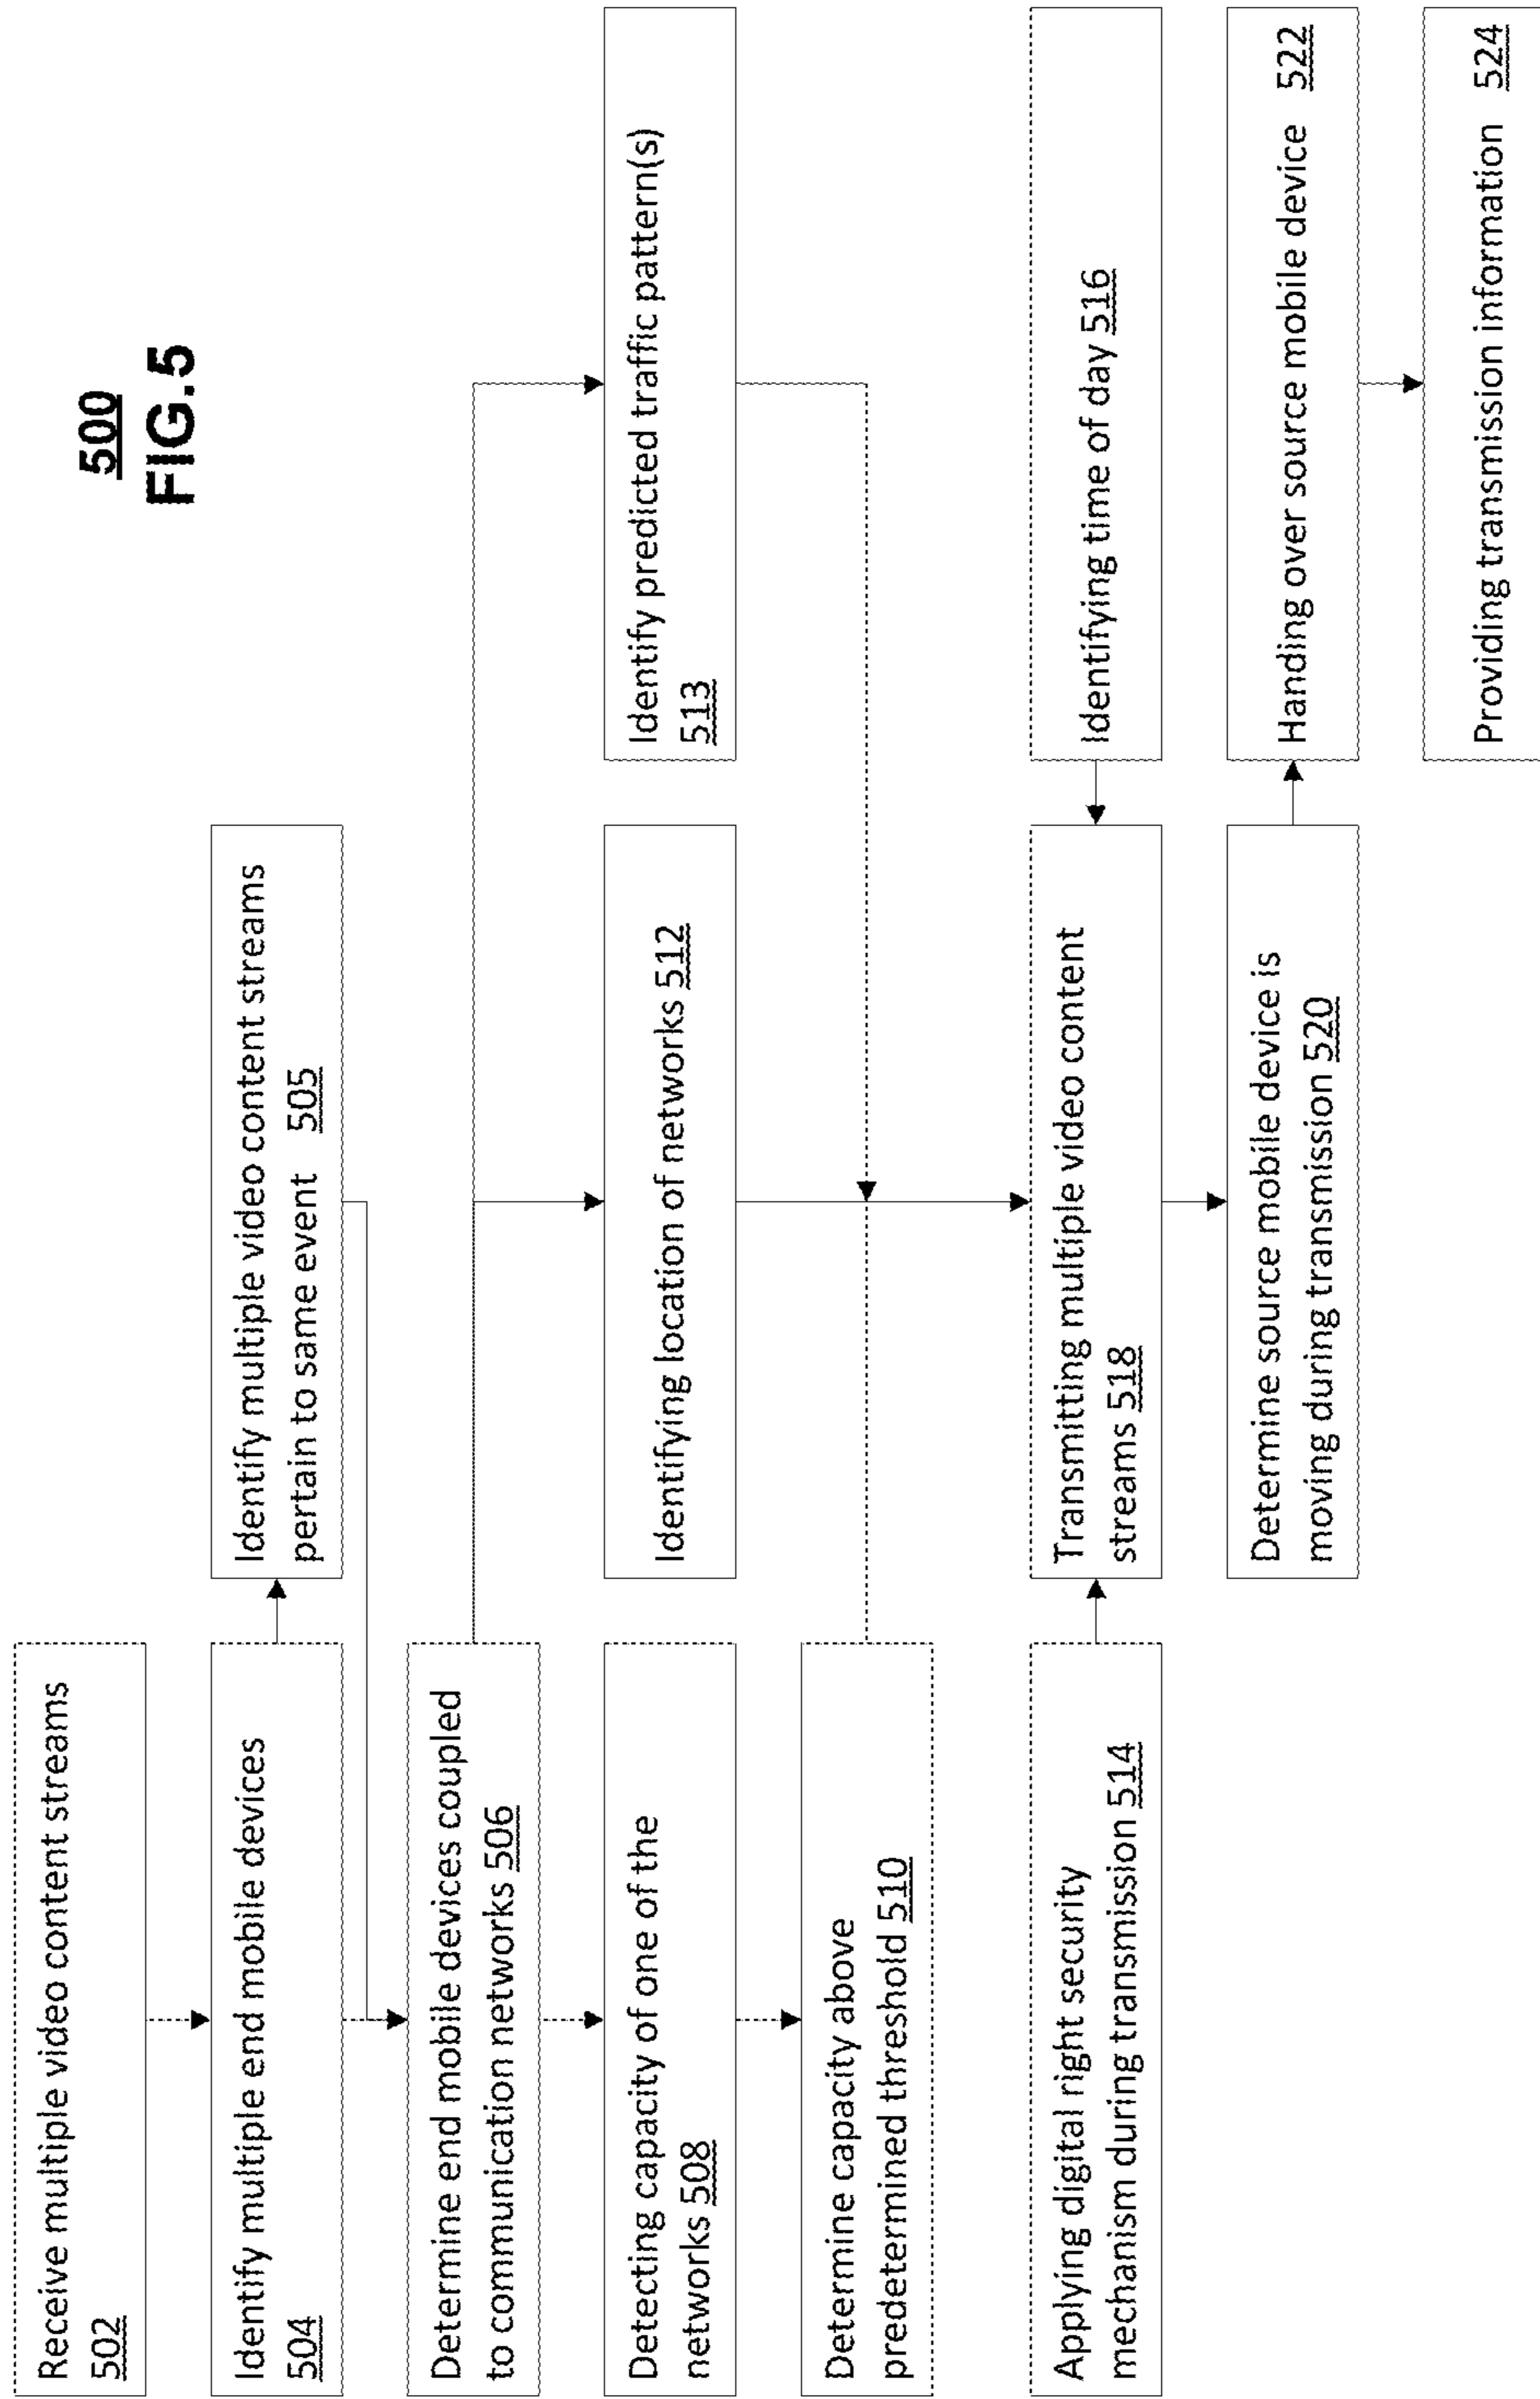 500
FIG.5
Receive multiple video content streams
502
Identify multiple end mobile devices
504
Identify multiple video content streams
pertain to same event 505
Determine end mobile devices coupled
to communication networks 506
Detecting capacity of one of the
networks 508
Identifying location of networks 512
Identify predicted traffic pattern(s)
513
Determine capacity above
predetermined threshold 510
Applying digital right security
mechanism during transmission 514
Transmitting multiple video content
streams 518
Identifying time of day 516
Determine source mobile device is
moving during transmission 520
Handing over source mobile device 522
Providing transmission information 524